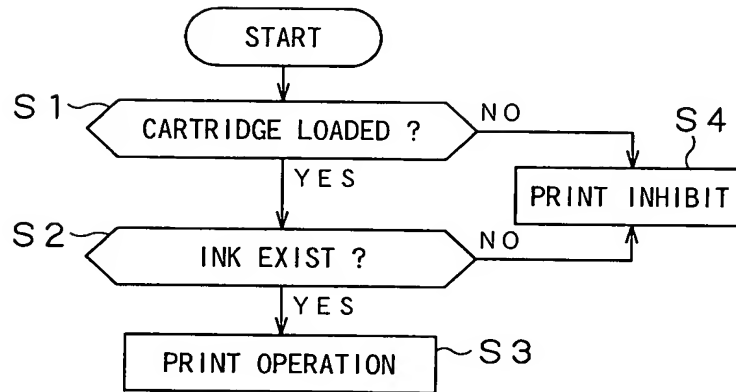 START
S1
CARTRIDGE LOADED ?
NO
S4
YES
PRINT INHIBIT
S2
INK EXIST ?
NO
YES
PRINT OPERATION
S3